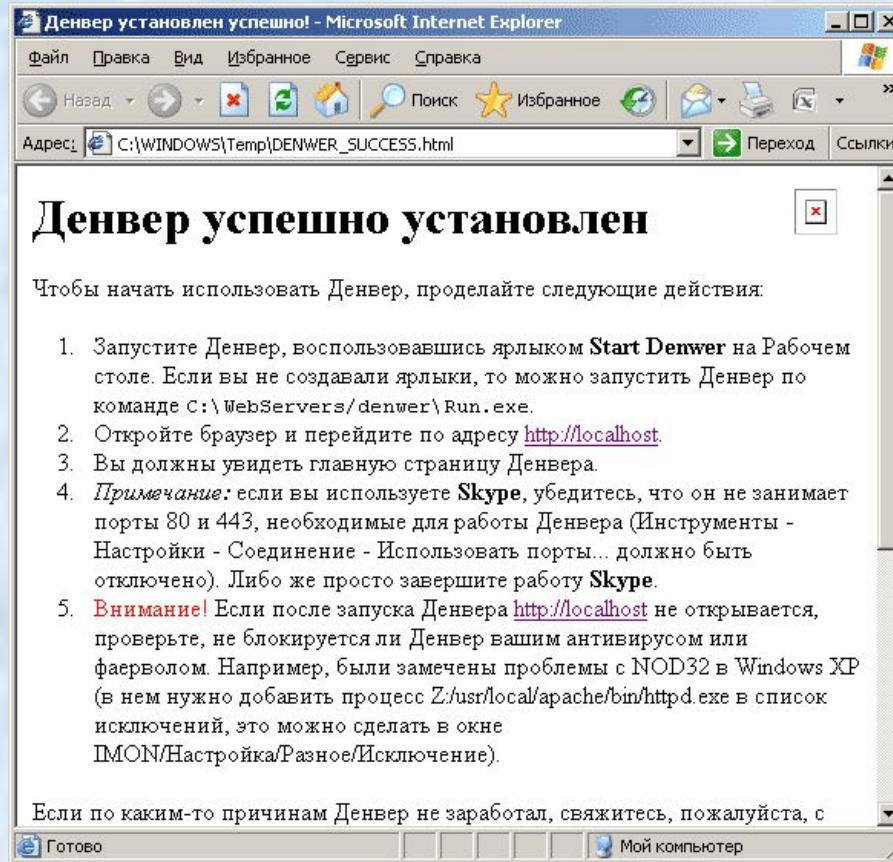 Денвер установлен успешно! - Microsoft Internet Explorer
Файл Правка Вид Избранное Сервис Справка
Назад Поиск Избранное
Адрес: C:\WINDOWS\Temp\DENWER_SUCCESS.html Переход Ссылки
Денвер успешно установлен
Чтобы начать использовать Денвер, проделайте следующие действия:
1. Запустите Денвер, воспользовавшись ярлыком Start Denwer на Рабочем
столе. Если вы не создавали ярлыки, то можно запустить Денвер по
команде C:\WebServers/denwer\Run.exe.
2. Откройте браузер и перейдите по адресу http://localhost.
3. Вы должны увидеть главную страницу Денвера.
4. Примечание: если вы используете Skype, убедитесь, что он не занимает
порты 80 и 443, необходимые для работы Денвера (Инструменты -
Настройки - Соединение - Использовать порты... должно быть
отключено). Либо же просто завершите работу Skype.
5. Внимание! Если после запуска Денвера http://localhost не открывается,
проверьте, не блокируется ли Денвер вашим антивирусом или
фаерволом. Например, были замечены проблемы с NOD32 в Windows XP
(в нем нужно добавить процесс Z:/usr/local/apache/bin/httpd.exe в список
исключений, это можно сделать в окне
IMON/Настройка/Разное/Исключение).
Если по каким-то причинам Денвер не заработал, свяжитесь, пожалуйста, с
Готово Мой компьютер